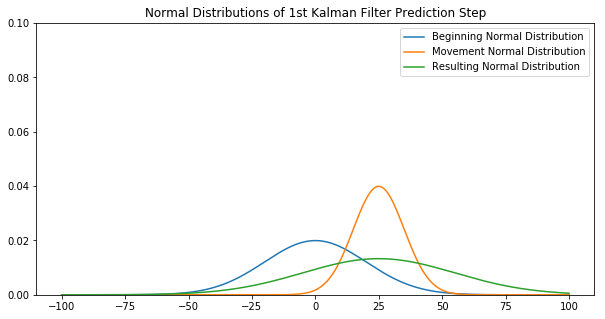 Normal Distributions of 1st Kalman Filter Prediction Step
0.10
0.08
0.06
0.04
0.02
0.00
Beginning Normal Distribution
Movement Normal Distribution
Resulting Normal Distribution
−100 −75 −50 −25 0 25 50 75 100